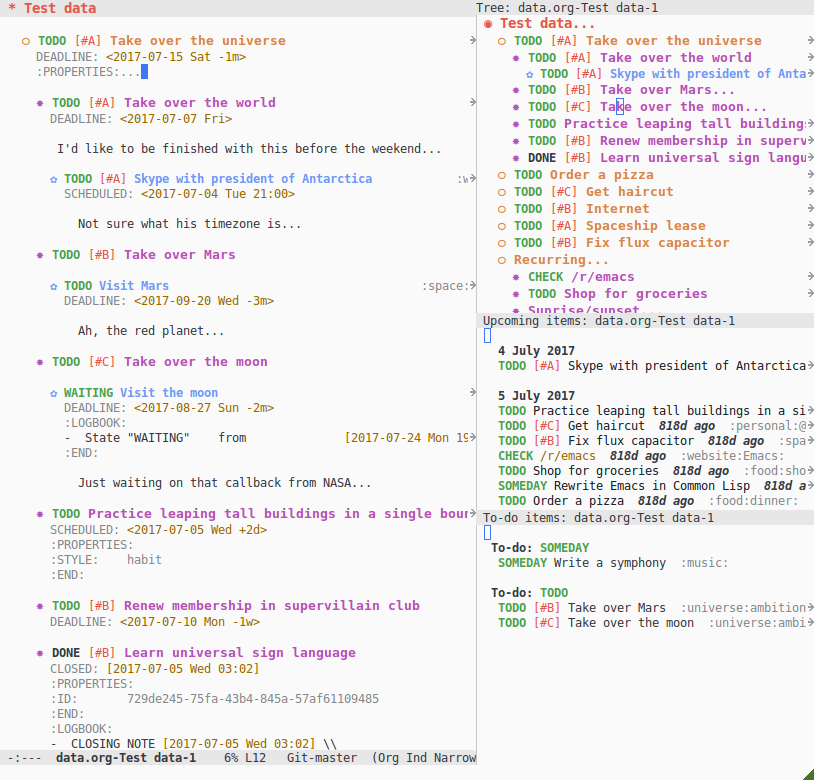 * Test data
TODO [#A] Take over the universe
DEADLINE: <2017-07-15 Sat -1m>
:PROPERTIES:...
TODO [#A] Take over the world
DEADLINE: <2017-07-07 Fri>
I'd like to be finished with this before the weekend...
TODO [#A] Skype with president of Antarctica :w
SCHEDULED: <2017-07-04 Tue 21:00>
Not sure what his timezone is...
TODO [#B] Take over Mars
TODO Visit Mars :space:
DEADLINE: <2017-09-20 Wed -3m>
Ah, the red planet...
TODO [#C] Take over the moon
WAITING Visit the moon
DEADLINE: <2017-08-27 Sun -2m>
:LOGBOOK:
- State "WAITING" from [2017-07-24 Mon 19
:END:
Just waiting on that callback from NASA...
TODO Practice leaping tall buildings in a single boun
SCHEDULED: <2017-07-05 Wed +2d>
:PROPERTIES:
:STYLE: habit
:END:
TODO [#B] Renew membership in supervillain club
DEADLINE: <2017-07-10 Mon -1w>
DONE [#B] Learn universal sign language
CLOSED: [2017-07-05 Wed 03:02]
:PROPERTIES:
:ID: 729de245-75fa-43b4-845a-57af61109485
:END:
:LOGBOOK:
- CLOSING NOTE [2017-07-05 Wed 03:02] \\
-:--- data.org-Test data-1 6% L12 Git-master (Org Ind Narrow
Tree: data.org-Test data-1
Test data...
TODO [#A] Take over the universe
TODO [#A] Take over the world
TODO [#A] Skype with president of Anta
TODO [#B] Take over Mars...
TODO [#C] Take over the moon...
TODO Practice leaping tall buildings
TODO [#B] Renew membership in superv
DONE [#B] Learn universal sign langu
TODO Order a pizza
TODO [#C] Get haircut
TODO [#B] Internet
TODO [#A] Spaceship lease
TODO [#B] Fix flux capacitor
Recurring...
CHECK /r/emacs
TODO Shop for groceries
Sunrise/sunset...
Upcoming items: data.org-Test data-1
4 July 2017
TODO [#A] Skype with president of Antarctica
5 July 2017
TODO Practice leaping tall buildings in a si
TODO [#C] Get haircut 818d ago :personal:@
TODO [#B] Fix flux capacitor 818d ago :spa
CHECK /r/emacs 818d ago :website:Emacs:
TODO Shop for groceries 818d ago :food:sho
SOMEDAY Rewrite Emacs in Common Lisp 818d a
TODO Order a pizza 818d ago :food:dinner:
To-do items: data.org-Test data-1
To-do: SOMEDAY
SOMEDAY Write a symphony :music:
To-do: TODO
TODO [#B] Take over Mars :universe:ambition
TODO [#C] Take over the moon :universe:ambi